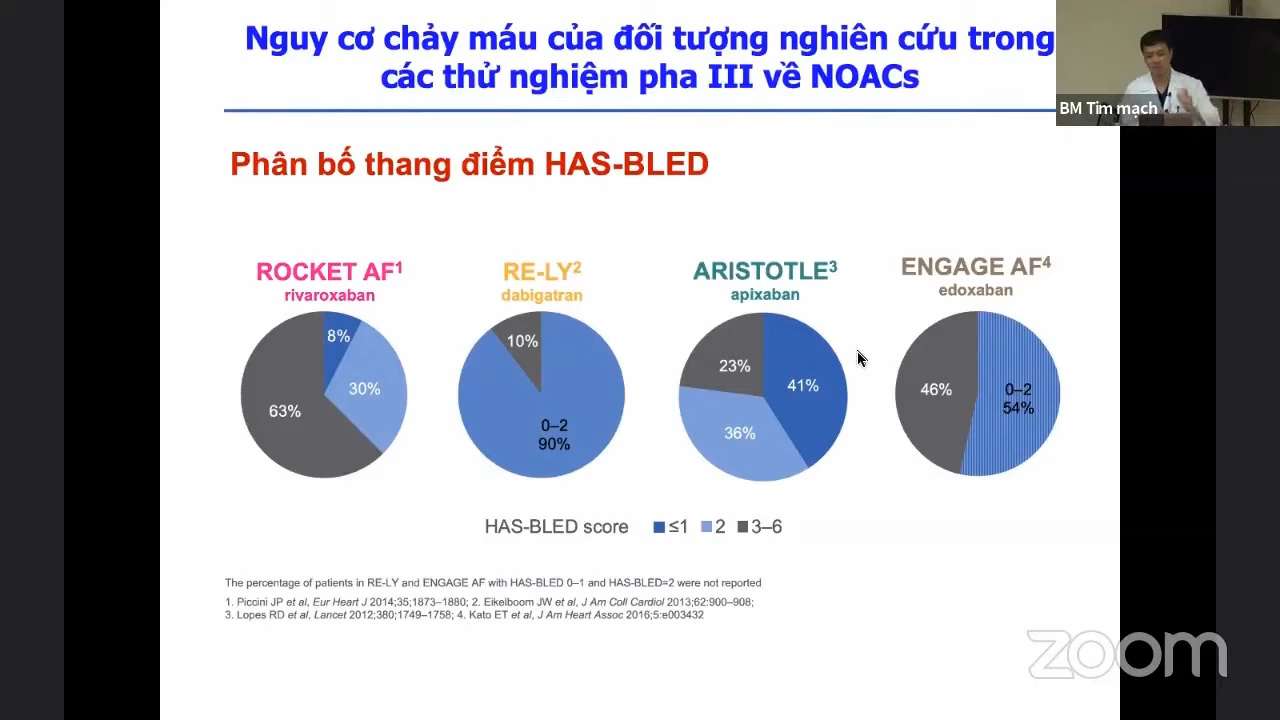 Nguy cơ chảy máu của đối tượng nghiên cứu trong
các thử nghiệm pha III về NOACs
BM Tim mạch
Phân bố thang điểm HAS-BLED
ROCKET AF1
rivaroxaban
8%
30%
63%
RE-LY2
dabigatran
10%
0–2
90%
ARISTOTLE3
apixaban
23%
41%
36%
ENGAGE AF4
edoxaban
46%
0–2
54%
HAS-BLED score ≤1 2 3–6
The percentage of patients in RE-LY and ENGAGE AF with HAS-BLED 0–1 and HAS-BLED=2 were not reported
1. Piccini JP et al, Eur Heart J 2014;35;1873–1880; 2. Eikelboom JW et al, J Am Coll Cardiol 2013;62:900–908;
3. Lopes RD et al, Lancet 2012;380;1749–1758; 4. Kato ET et al, J Am Heart Assoc 2016;5:e003432
zoom